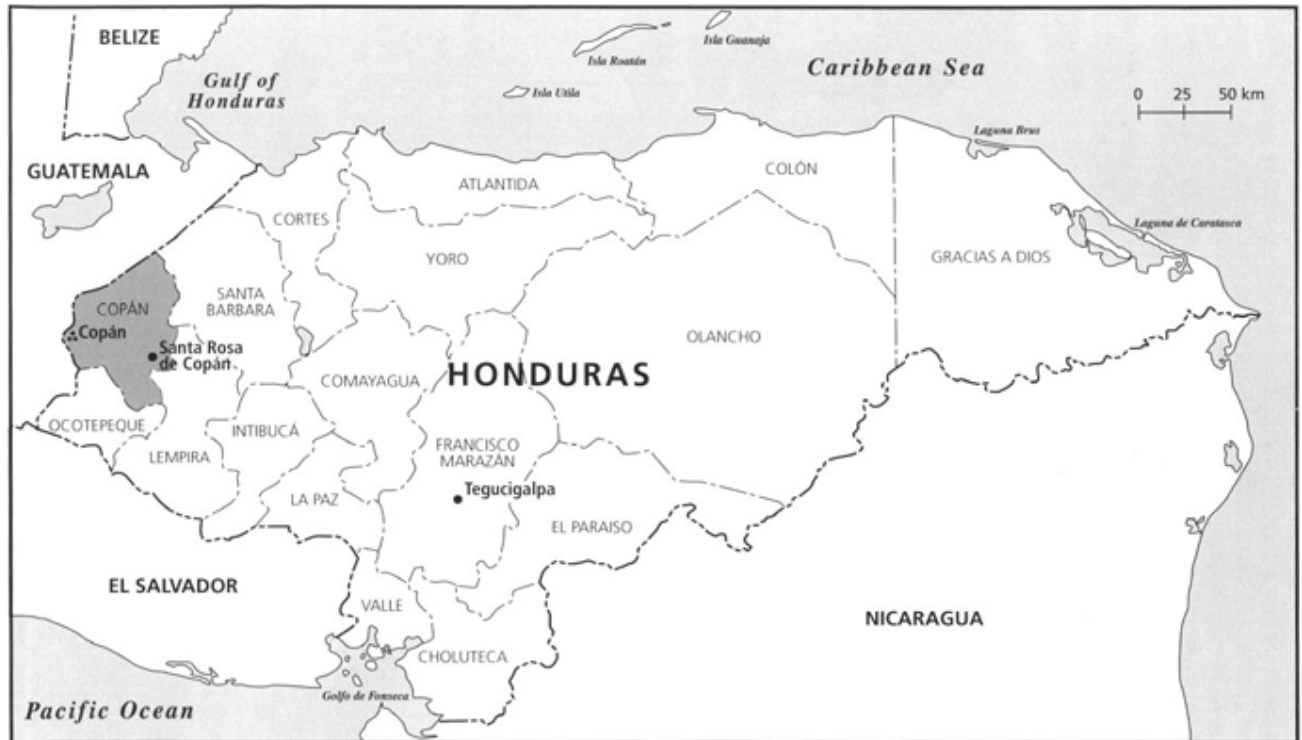 BELIZE
Isla Guanaja
Isla Roatán
Caribbean Sea
Gulf of
Honduras
Isla Utila
0 25 50 km
Laguna Brus
GUATEMALA
ATLANTIDA
COLÓN
CORTES
Laguna de Caratasca
YORO
GRACIAS A DIOS
COPÁN
SANTA
BARBARA
Copán
OLANCHO
Santa Rosa
de Copán
COMAYAGUA
HONDURAS
OCOTEPEQUE
INTIBUCÁ
LEMPIRA
FRANCISCO
MARAZÁN
LA PAZ
Tegucigalpa
EL PARAISO
EL SALVADOR
VALLE
NICARAGUA
CHOLUTECA
Golfo de Fonseca
Pacific Ocean